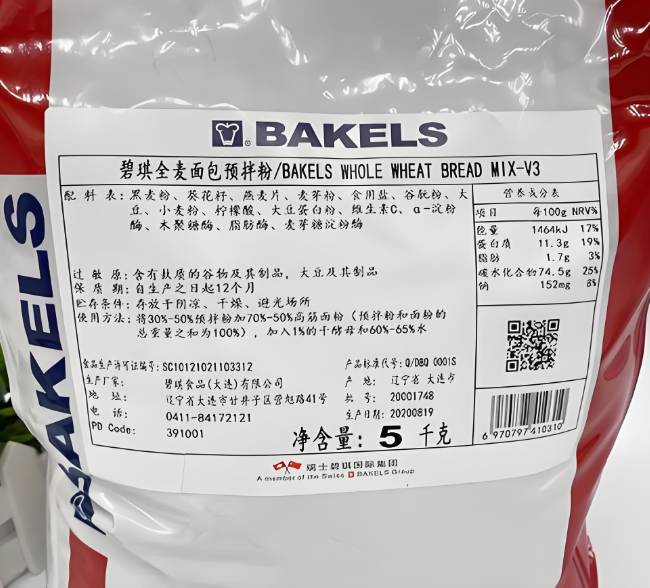 BAKELS
BAKELS
碧琪全麦面包预拌粉/BAKELS WHOLE WHEAT BREAD MIX-V3
配 料 表：黑麦粉、葵花籽、燕麦片、麦芽粉、食用盐、谷朊粉、大
豆、小麦粉、柠檬酸、大豆蛋白粉、维生素C、α-淀粉
酶、木聚糖酶、脂肪酶、麦芽糖淀粉酶
过 敏 原：含有麸质的谷物及其制品，大豆及其制品
保 质 期：自生产之日起12个月
贮存条件：存放于阴凉、干燥、避光场所
使用方法：将30%-50%预拌粉加70%-50%高筋面粉（预拌粉和面粉的
总重量之和为100%），加入1%的干酵母和60%-65%水
营养成分表
项目 每100g NRV%
能量 1464kJ 17%
蛋白质 11.3g 19%
脂肪 1.7g 3%
碳水化合物 74.5g 25%
钠 152mg 8%
食品生产许可证编号：SC10121021103312
生产厂家： 碧琪食品(大连)有限公司
地 址： 辽宁省大连市甘井子区营旭路41号
电 话： 0411-84172121
PD Code: 391001
产品标准代号：Q/DBQ 0001S
产 地： 辽宁省 大连市
批 号： 20001748
生产日期：20200819
净含量：5 千克
6 970797 410310
瑞士碧琪国际集团
A member of the Swiss BAKELS Group